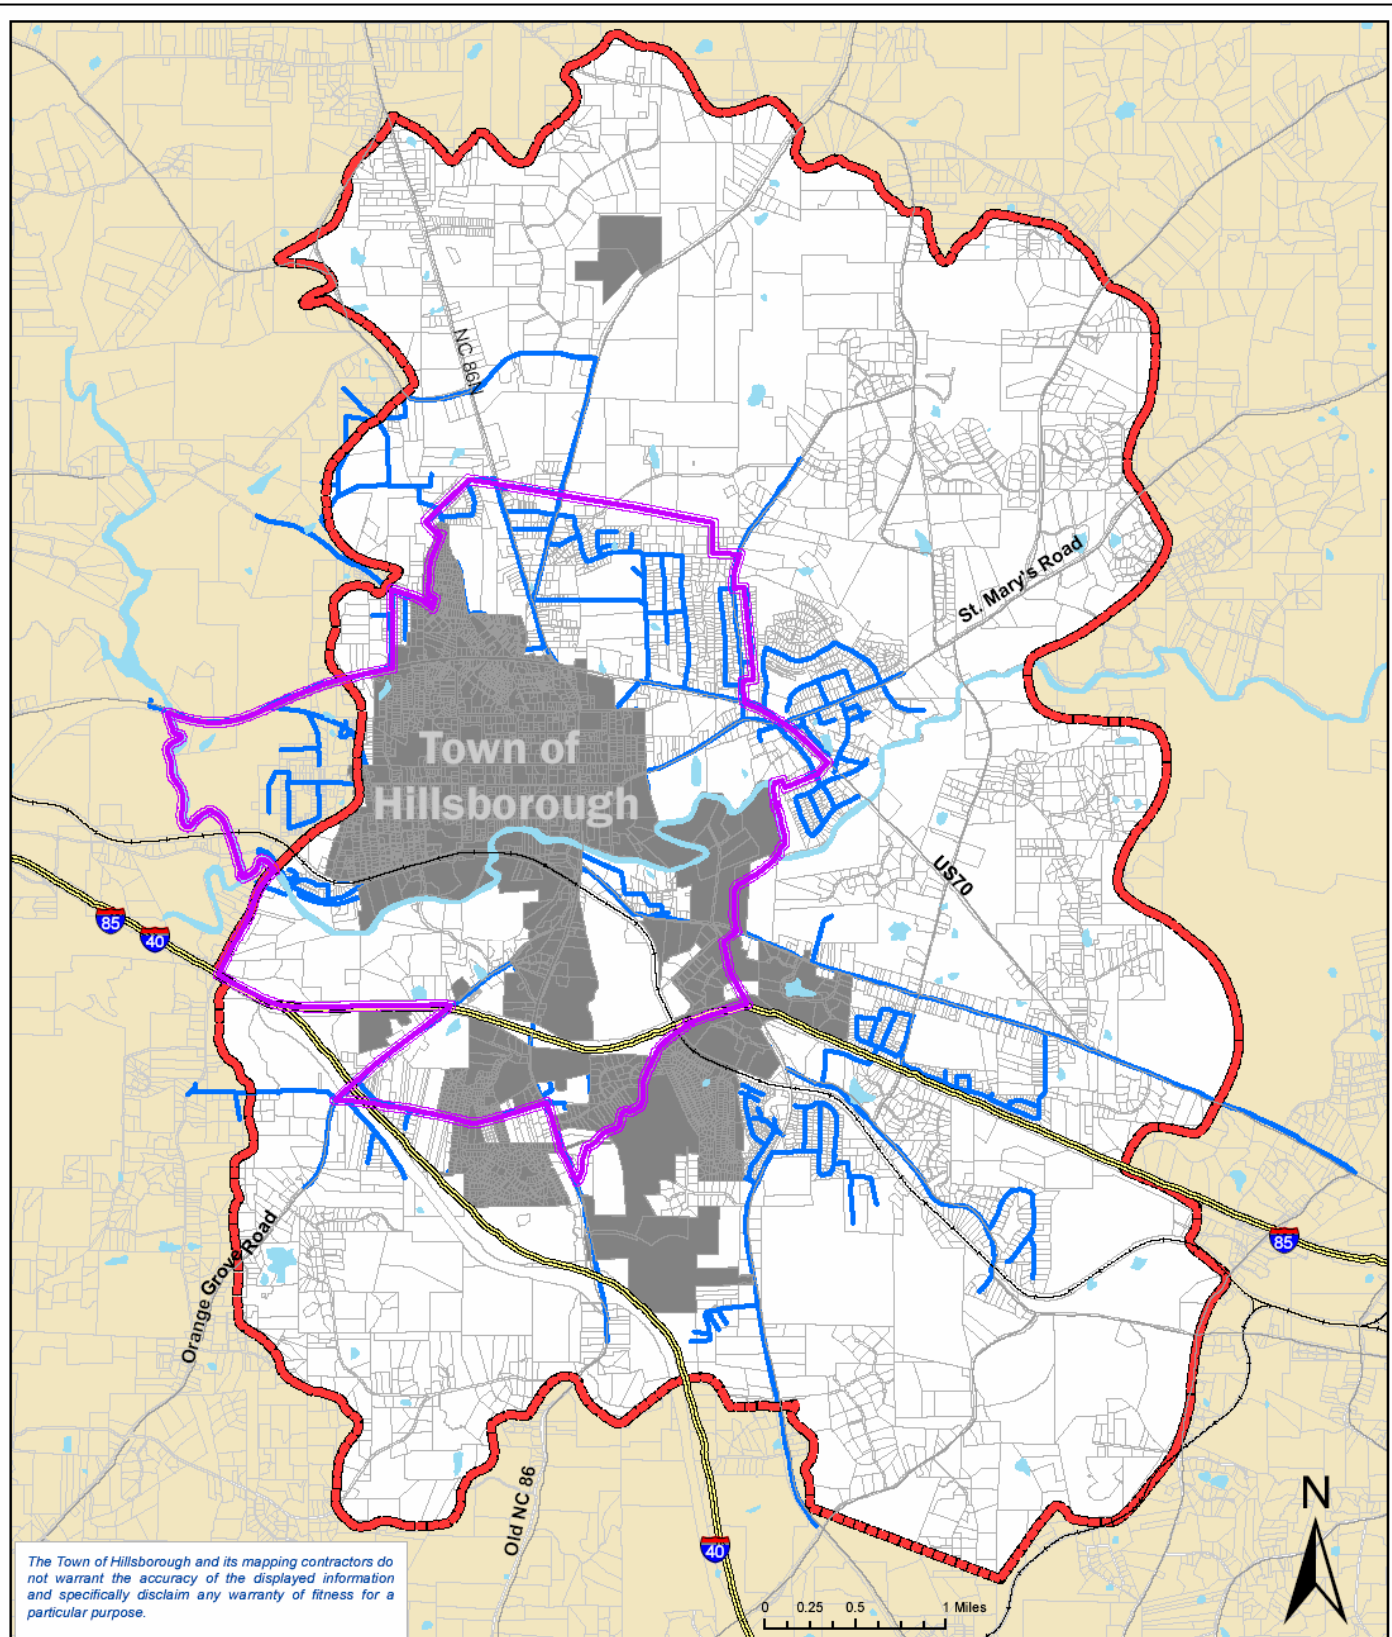 NC 86N
St. Mary's Road
Town of
Hillsborough
US70
85
40
85
Orange Grove Road
Old NC 86
40
N
0 0.25 0.5 1 Miles
The Town of Hillsborough and its mapping contractors do
not warrant the accuracy of the displayed information
and specifically disclaim any warranty of fitness for a
particular purpose.